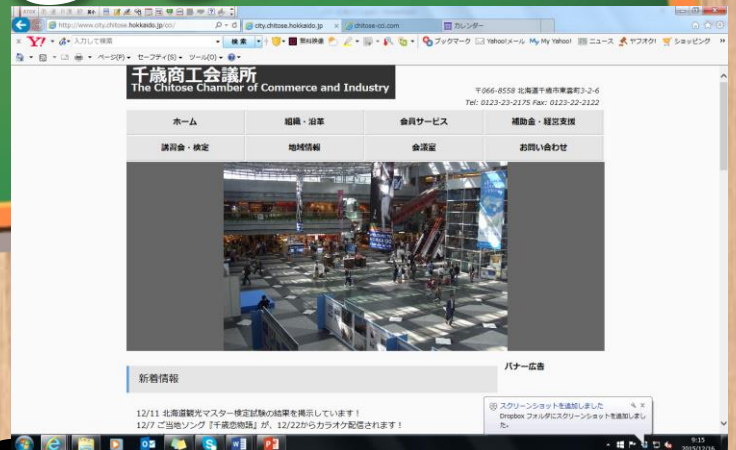 http://www.city.chitose.hokkaido.jp/cci/
city.chitose.hokkaido.jp
chitose-cci.com
カレンダー
Y!
入力して検索
検索
無料映像
ブックマーク Yahoo!メール My Yahoo! ニュース ヤフオク! ショッピング
ページ(P) セーフティ(S) ツール(O)
千歳商工会議所
The Chitose Chamber of Commerce and Industry
〒066-8558 北海道千歳市東雲町3-2-6
Tel: 0123-23-2175 Fax: 0123-22-2122
ホーム 組織・沿革 会員サービス 補助金・経営支援
講習会・検定 地域情報 会議室 お問い合わせ
新着情報
バナー広告
12/11 北海道観光マスター検定試験の結果を掲示しています!
12/7 ご当地ソング『千歳恋物語』が、12/22からカラオケ配信されます!
スクリーンショットを追加しました
Dropbox フォルダにスクリーンショットを追加しまし
た。
9:15
2015/12/16